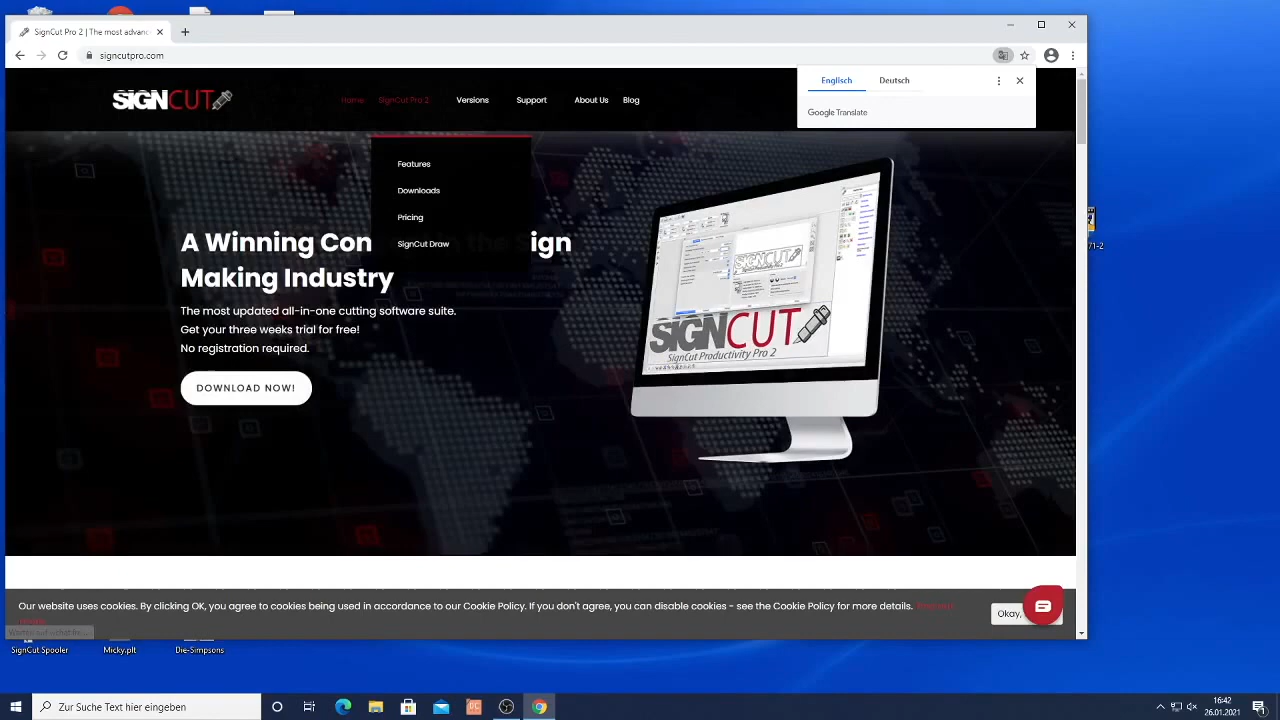 SignCut Pro 2 | The most advanc
signcutpro.com
Englisch Deutsch
Google Translate
SIGNCUT
Home SignCut Pro 2 Versions Support About Us Blog
Features
Downloads
Pricing
SignCut Draw
A Winning Con ign
Making Industry
The most updated all-in-one cutting software suite.
Get your three weeks trial for free!
No registration required.
DOWNLOAD NOW!
SIGNCUT
SignCut Productivity Pro 2
Our website uses cookies. By clicking OK, you agree to cookies being used in accordance to our Cookie Policy. If you don't agree, you can disable cookies - see the Cookie Policy for more details.
Okay,
SignCut Spooler Micky.plt Die-Simpsons
Zur Suche Text hier eingeben
16:42
26.01.2021